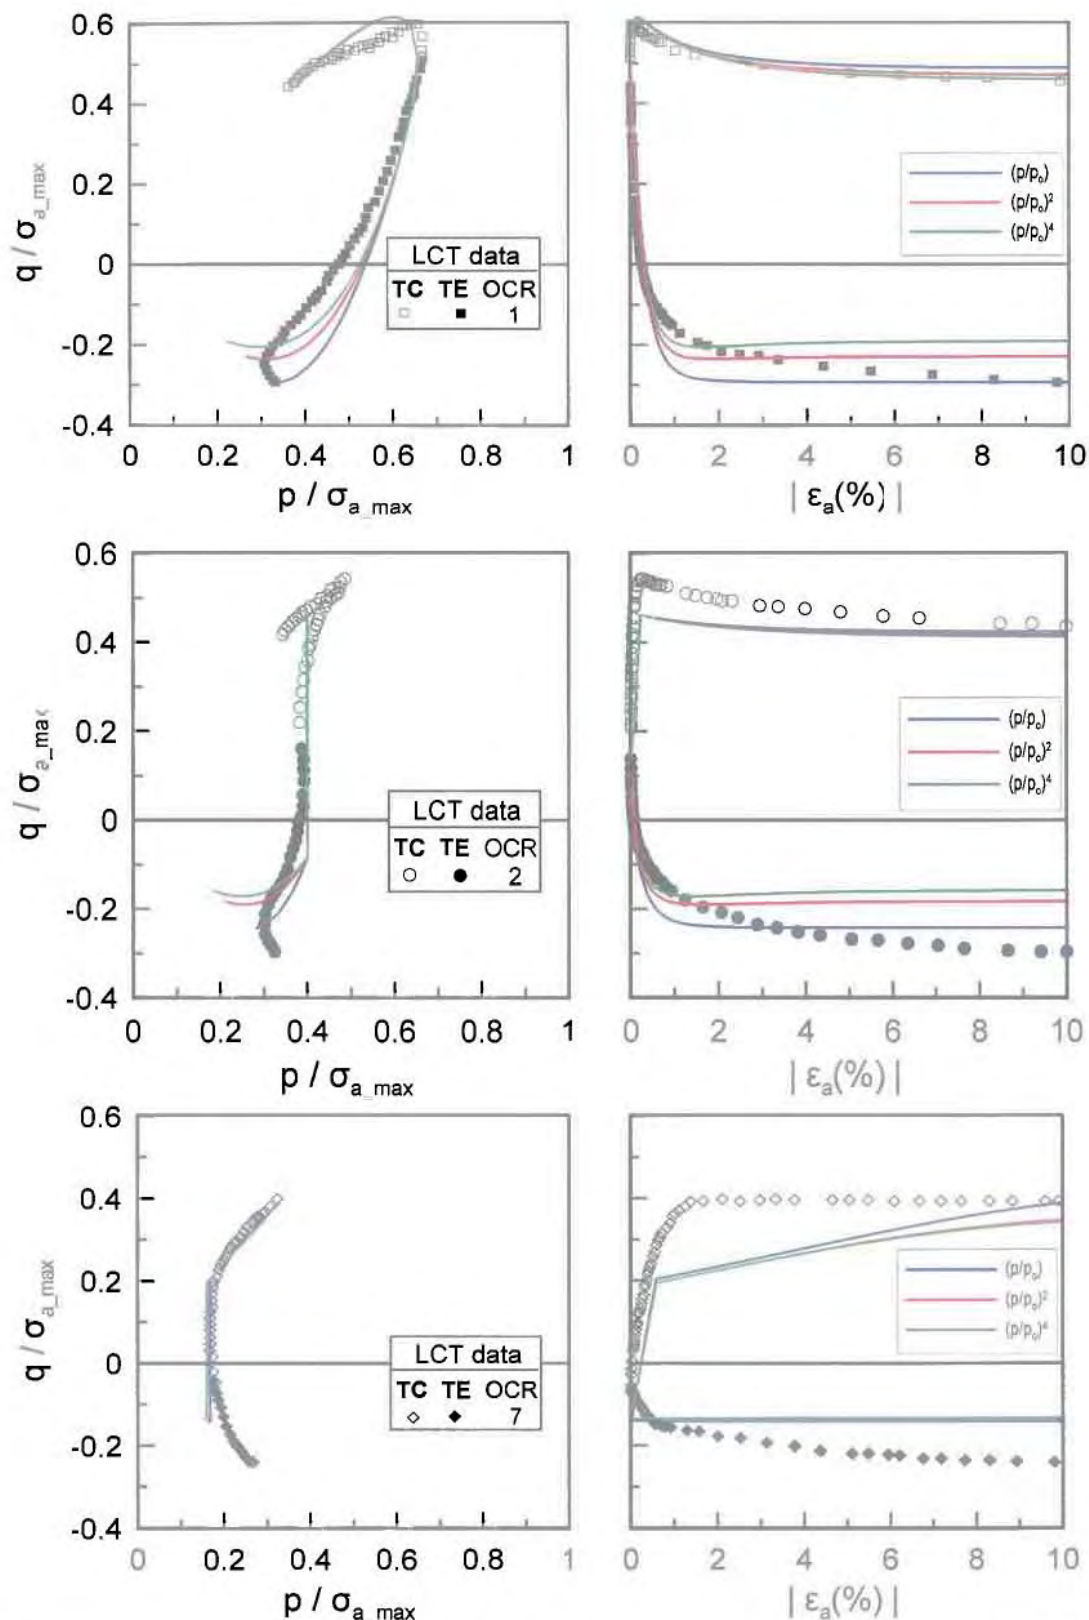 0.6
0.4
0.2
0
-0.2
-0.4
q / σa_max
LCT data
TC TE OCR
□ ■ 1
0 0.2 0.4 0.6 0.8 1
p / σa_max
(p/po)
(p/po)²
(p/po)⁴
0 2 4 6 8 10
| εa(%) |
0.6
0.4
0.2
0
-0.2
-0.4
q / σa_max
LCT data
TC TE OCR
○ ● 2
0 0.2 0.4 0.6 0.8 1
p / σa_max
(p/po)
(p/po)²
(p/po)⁴
0 2 4 6 8 10
| εa(%) |
0.6
0.4
0.2
0
-0.2
-0.4
q / σa_max
LCT data
TC TE OCR
◇ ◆ 7
0 0.2 0.4 0.6 0.8 1
p / σa_max
(p/po)
(p/po)²
(p/po)⁴
0 2 4 6 8 10
| εa(%) |